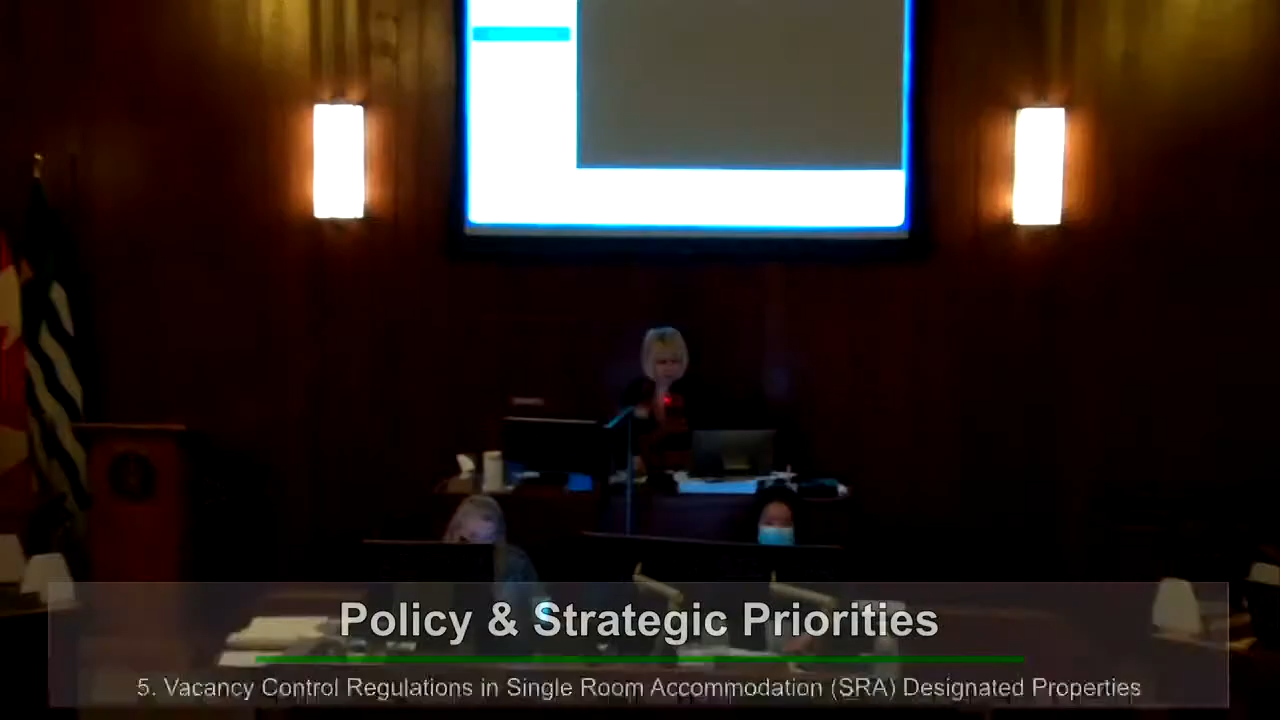 Policy & Strategic Priorities
5. Vacancy Control Regulations in Single Room Accommodation (SRA) Designated Properties